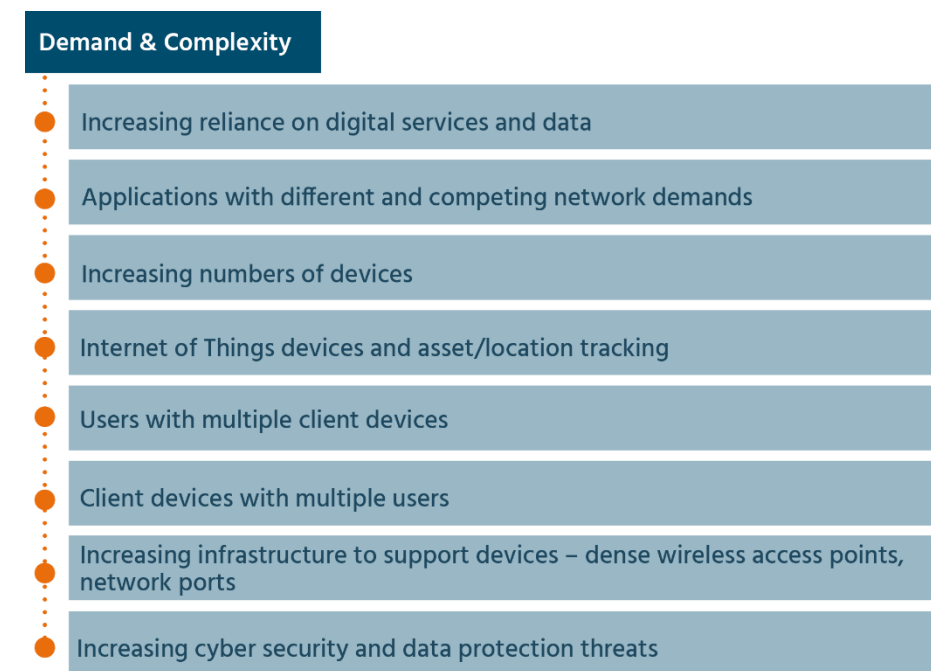 Demand & Complexity
Increasing reliance on digital services and data
Applications with different and competing network demands
Increasing numbers of devices
Internet of Things devices and asset/location tracking
Users with multiple client devices
Client devices with multiple users
Increasing infrastructure to support devices – dense wireless access points,
network ports
Increasing cyber security and data protection threats